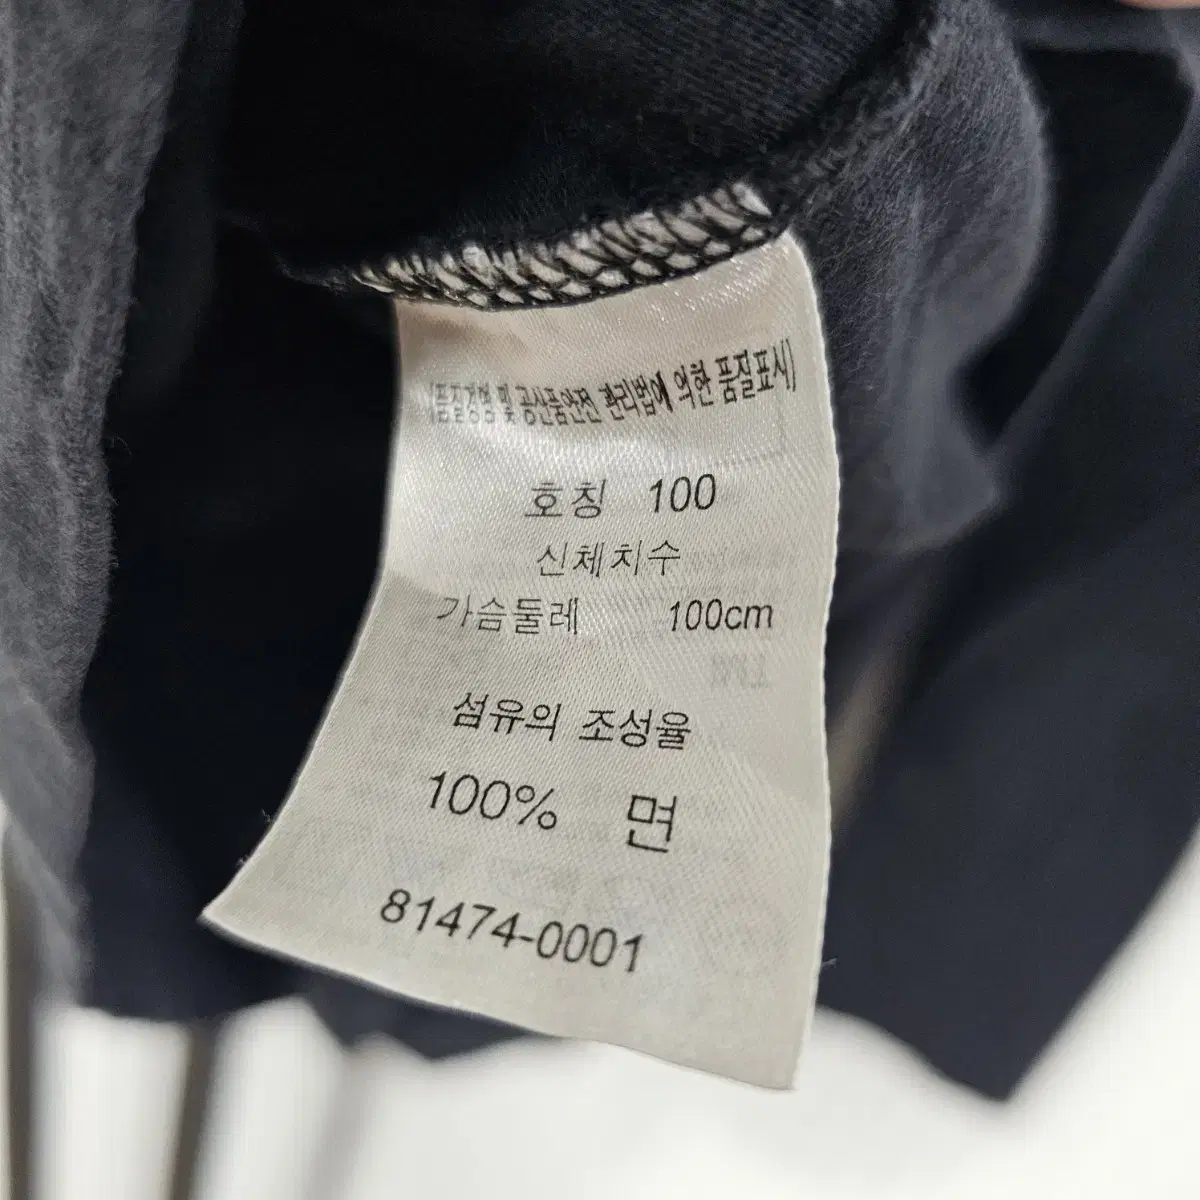 (품질경영 및 공산품안전 관리법에 의한 품질표시)
호칭 100
신체치수
가슴둘레 100cm
섬유의 조성율
100% 면
81474-0001